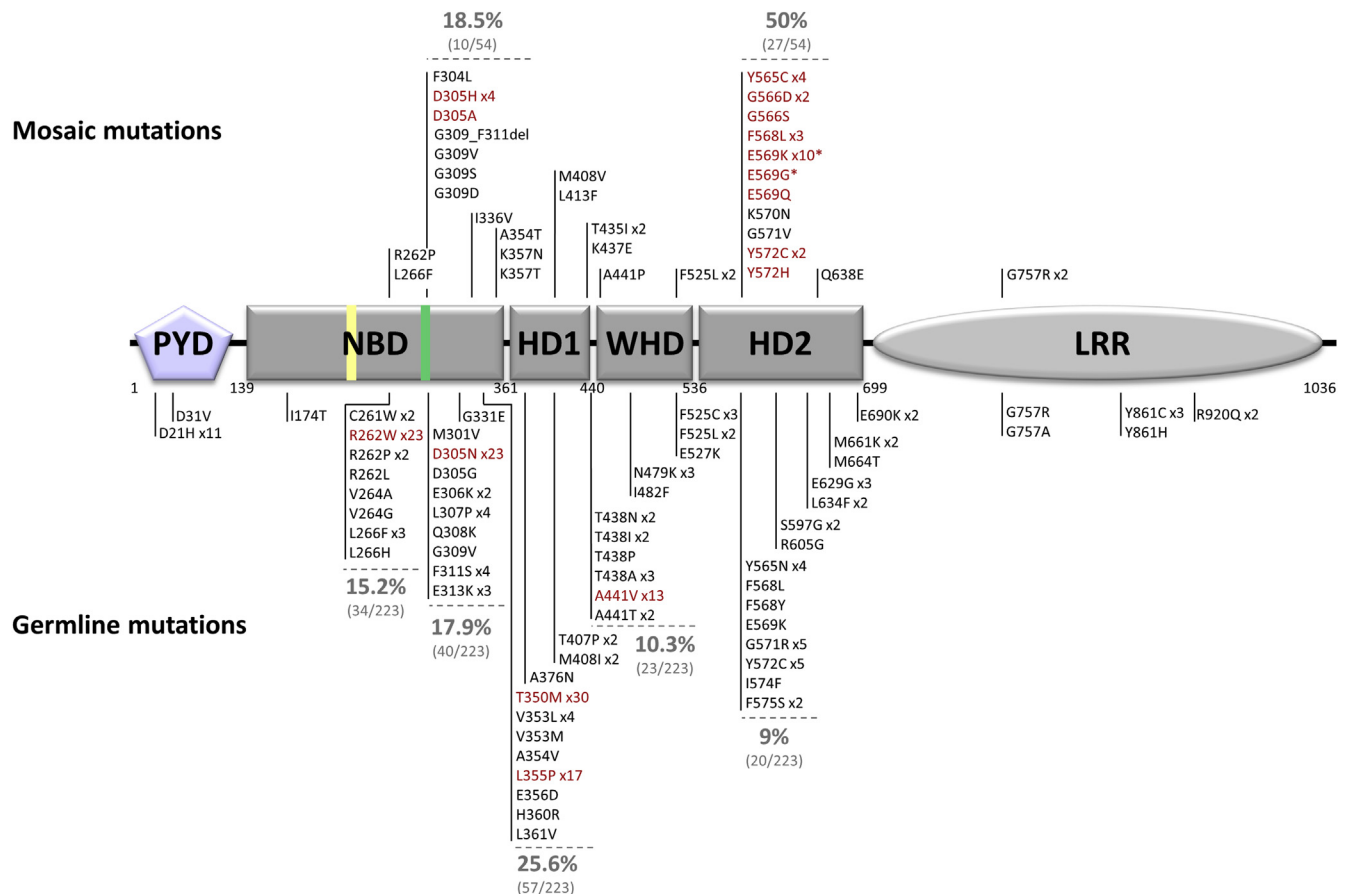 18.5%
(10/54)
50%
(27/54)
Mosaic mutations
F304L
D305H x4
D305A
G309_F311del
G309V
G309S
G309D
Y565C x4
G566D x2
G566S
F568L x3
E569K x10*
E569G*
E569Q
K570N
G571V
Y572C x2
Y572H
R262P
L266F
I336V
A354T
K357N
K357T
M408V
L413F
T435I x2
K437E
A441P
F525L x2
Q638E
G757R x2
PYD
NBD
HD1
WHD
HD2
LRR
1
139
361
440
536
699
1036
D31V
D21H x11
I174T
C261W x2
R262W x23
R262P x2
R262L
V264A
V264G
L266F x3
L266H
15.2%
(34/223)
G331E
M301V
D305N x23
D305G
E306K x2
L307P x4
Q308K
G309V
F311S x4
E313K x3
17.9%
(40/223)
T407P x2
M408I x2
A376N
T350M x30
V353L x4
V353M
A354V
L355P x17
E356D
H360R
L361V
25.6%
(57/223)
F525C x3
F525L x2
E527K
N479K x3
I482F
T438N x2
T438I x2
T438P
T438A x3
A441V x13
A441T x2
10.3%
(23/223)
E690K x2
M661K x2
M664T
E629G x3
L634F x2
S597G x2
R605G
Y565N x4
F568L
F568Y
E569K
G571R x5
Y572C x5
I574F
F575S x2
9%
(20/223)
G757R
G757A
Y861C x3
Y861H
R920Q x2
Germline mutations